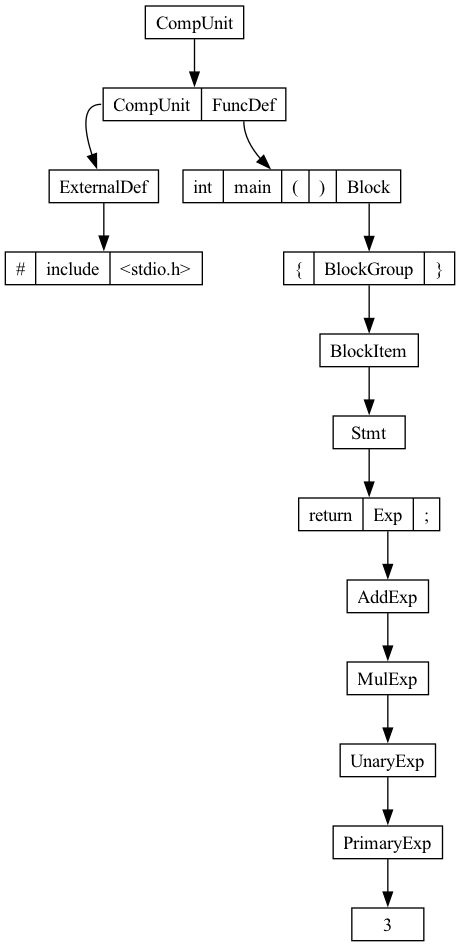 CompUnit
CompUnit FuncDef
ExternalDef
int main ( ) Block
# include <stdio.h>
{ BlockGroup }
BlockItem
Stmt
return Exp ;
AddExp
MulExp
UnaryExp
PrimaryExp
3